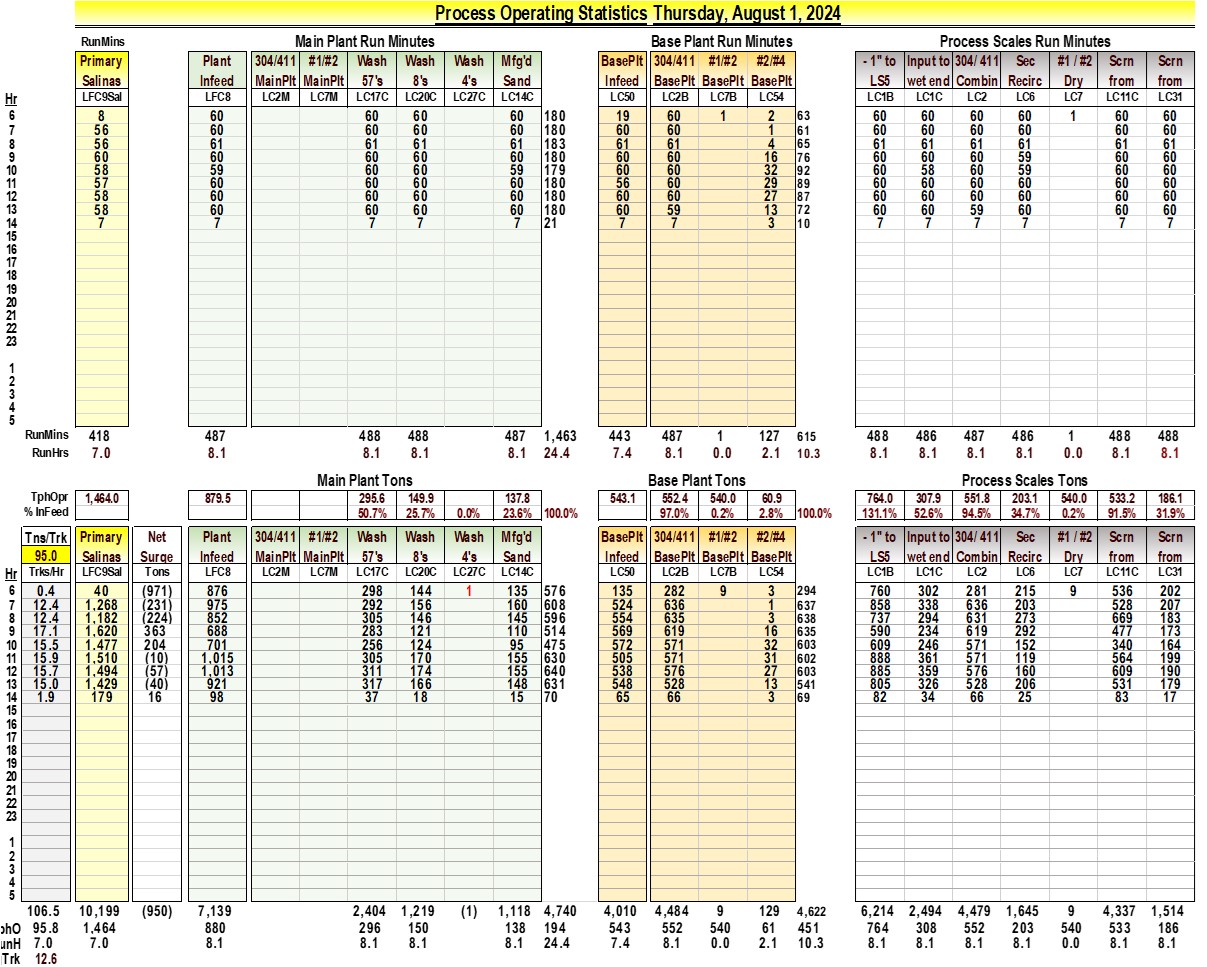 Process Operating Statistics Thursday, August 1, 2024
RunMins Main Plant Run Minutes Base Plant Run Minutes Process Scales Run Minutes
Primary Plant 304/411 #1/#2 Wash Wash Wash Mfg'd BasePlt 304/411 #1/#2 #2/#4 - 1" to Input to 304/ 411 Sec #1 / #2 Scrn Scrn
Salinas Infeed MainPlt MainPlt 57's 8's 4's Sand Infeed BasePlt BasePlt BasePlt LS5 wet end Combin Recirc Dry from from
Hr LFC9Sal LFC8 LC2M LC7M LC17C LC20C LC27C LC14C LC50 LC2B LC7B LC54 LC1B LC1C LC2 LC6 LC7 LC11C LC31
6 8 60 60 60 60 180 19 60 1 2 63 60 60 60 60 1 60 60
7 56 60 60 60 60 180 60 60 1 61 60 60 60 60 60 60
8 56 61 61 61 61 183 61 61 4 65 61 61 61 61 61 61
9 60 60 60 60 60 180 60 60 16 76 60 60 60 59 60 60
10 58 59 60 60 59 179 60 60 32 92 60 58 60 59 60 60
11 57 60 60 60 60 180 56 60 29 89 60 60 60 60 60 60
12 58 60 60 60 60 180 60 60 27 87 60 60 60 60 60 60
13 58 60 60 60 60 180 60 59 13 72 60 60 59 60 60 60
14 7 7 7 7 7 21 7 7 3 10 7 7 7 7 7 7
15
16
17
18
19
20
21
22
23
1
2
3
4
5
RunMins 418 487 488 488 487 1,463 443 487 1 127 615 488 486 487 486 1 488 488
RunHrs 7.0 8.1 8.1 8.1 8.1 24.4 7.4 8.1 0.0 2.1 10.3 8.1 8.1 8.1 8.1 0.0 8.1 8.1
Main Plant Tons Base Plant Tons Process Scales Tons
TphOpr 1,464.0 879.5 295.6 149.9 137.8 543.1 552.4 540.0 60.9 764.0 307.9 551.8 203.1 540.0 533.2 186.1
% InFeed 50.7% 25.7% 0.0% 23.6% 100.0% 97.0% 0.2% 2.8% 100.0% 131.1% 52.6% 94.5% 34.7% 0.2% 91.5% 31.9%
Tns/Trk Primary Net Plant 304/411 #1/#2 Wash Wash Wash Mfg'd BasePlt 304/411 #1/#2 #2/#4 - 1" to Input to 304/ 411 Sec #1 / #2 Scrn Scrn
95.0 Salinas Surge Infeed MainPlt MainPlt 57's 8's 4's Sand Infeed BasePlt BasePlt BasePlt LS5 wet end Combin Recirc Dry from from
Hr Trks/Hr LFC9Sal Tons LFC8 LC2M LC7M LC17C LC20C LC27C LC14C LC50 LC2B LC7B LC54 LC1B LC1C LC2 LC6 LC7 LC11C LC31
6 0.4 40 (971) 876 298 144 1 135 576 135 282 9 3 294 760 302 281 215 9 536 202
7 12.4 1,268 (231) 975 292 156 160 608 524 636 1 637 858 338 636 203 528 207
8 12.4 1,182 (224) 852 305 146 145 596 554 635 3 638 737 294 631 273 669 183
9 17.1 1,620 363 688 283 121 110 514 569 619 16 635 590 234 619 292 477 173
10 15.5 1,477 204 701 256 124 95 475 572 571 32 603 609 246 571 152 340 164
11 15.9 1,510 (10) 1,015 305 170 155 630 505 571 31 602 888 361 571 119 564 199
12 15.7 1,494 (57) 1,013 311 174 155 640 538 576 27 603 885 359 576 160 609 190
13 15.0 1,429 (40) 921 317 166 148 631 548 528 13 541 805 326 528 206 531 179
14 1.9 179 16 98 37 18 15 70 65 66 3 69 82 34 66 25 83 17
15
16
17
18
19
20
21
22
23
1
2
3
4
5
106.5 10,199 (950) 7,139 2,404 1,219 (1) 1,118 4,740 4,010 4,484 9 129 4,622 6,214 2,494 4,479 1,645 9 4,337 1,514
phO 95.8 1,464 880 296 150 138 194 543 552 540 61 451 764 308 552 203 540 533 186
unH 7.0 7.0 8.1 8.1 8.1 8.1 24.4 7.4 8.1 0.0 2.1 10.3 8.1 8.1 8.1 8.1 0.0 8.1 8.1
Trk 12.6